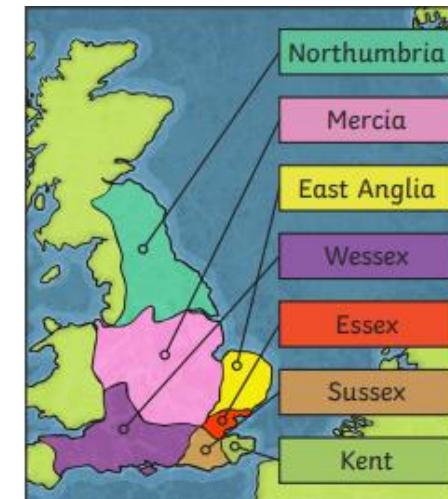 Northumbria
Mercia
East Anglia
Wessex
Essex
Sussex
Kent